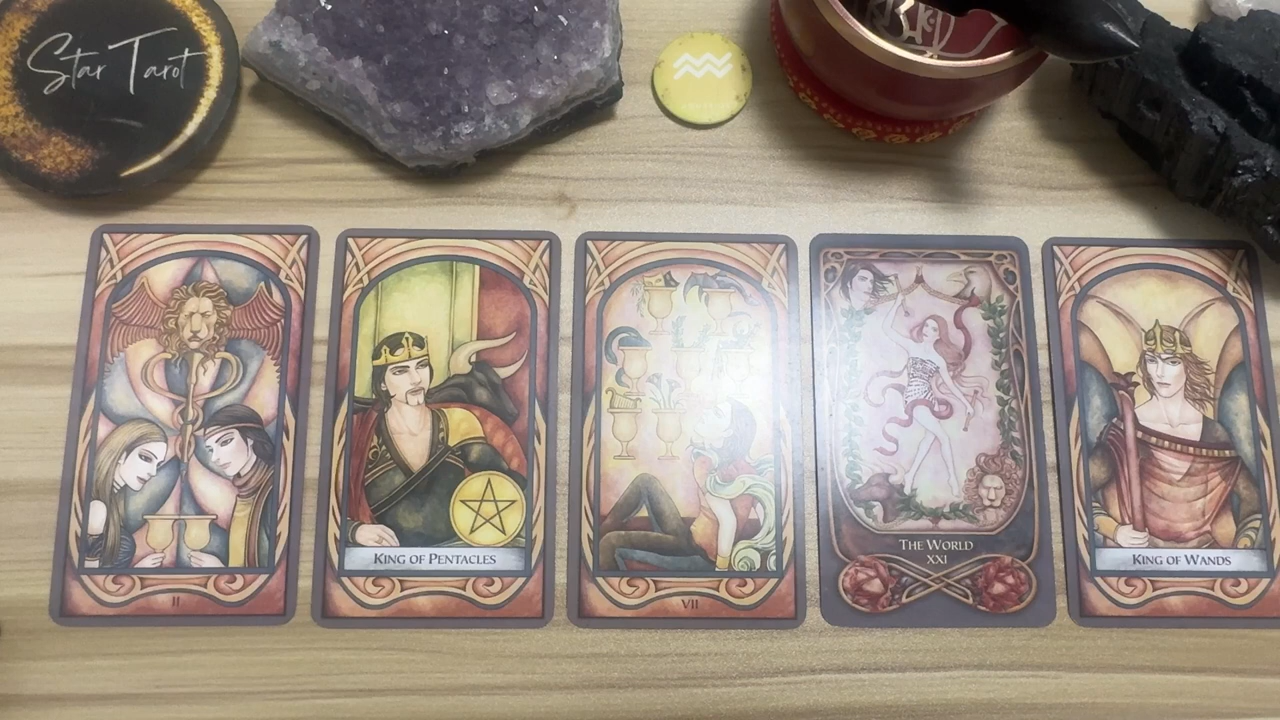 Star Tarot
II
KING OF PENTACLES
VII
THE WORLD
XXI
KING OF WANDS